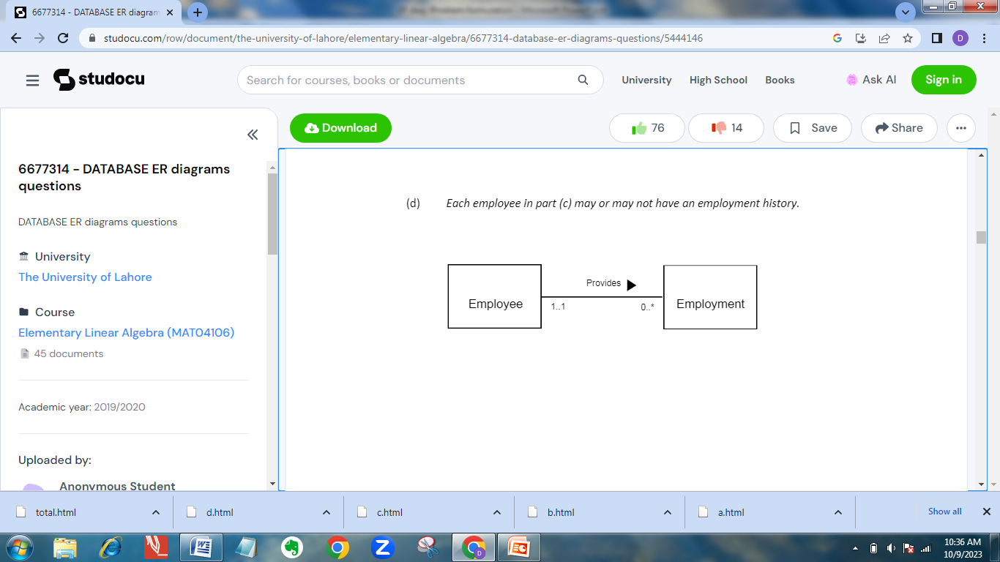 6677314 - DATABASE ER diagram
studocu.com/row/document/the-university-of-lahore/elementary-linear-algebra/6677314-database-er-diagrams-questions/5444146
D
studocu
Search for courses, books or documents
University
High School
Books
Ask AI
Sign in
Download
76
14
Save
Share
6677314 - DATABASE ER diagrams
questions
DATABASE ER diagrams questions
University
The University of Lahore
Course
Elementary Linear Algebra (MAT04106)
45 documents
Academic year: 2019/2020
Uploaded by:
Anonymous Student
(d) Each employee in part (c) may or may not have an employment history.
Provides
Employee
1..1
0..*
Employment
total.html
d.html
c.html
b.html
a.html
Show all
10:36 AM
10/9/2023